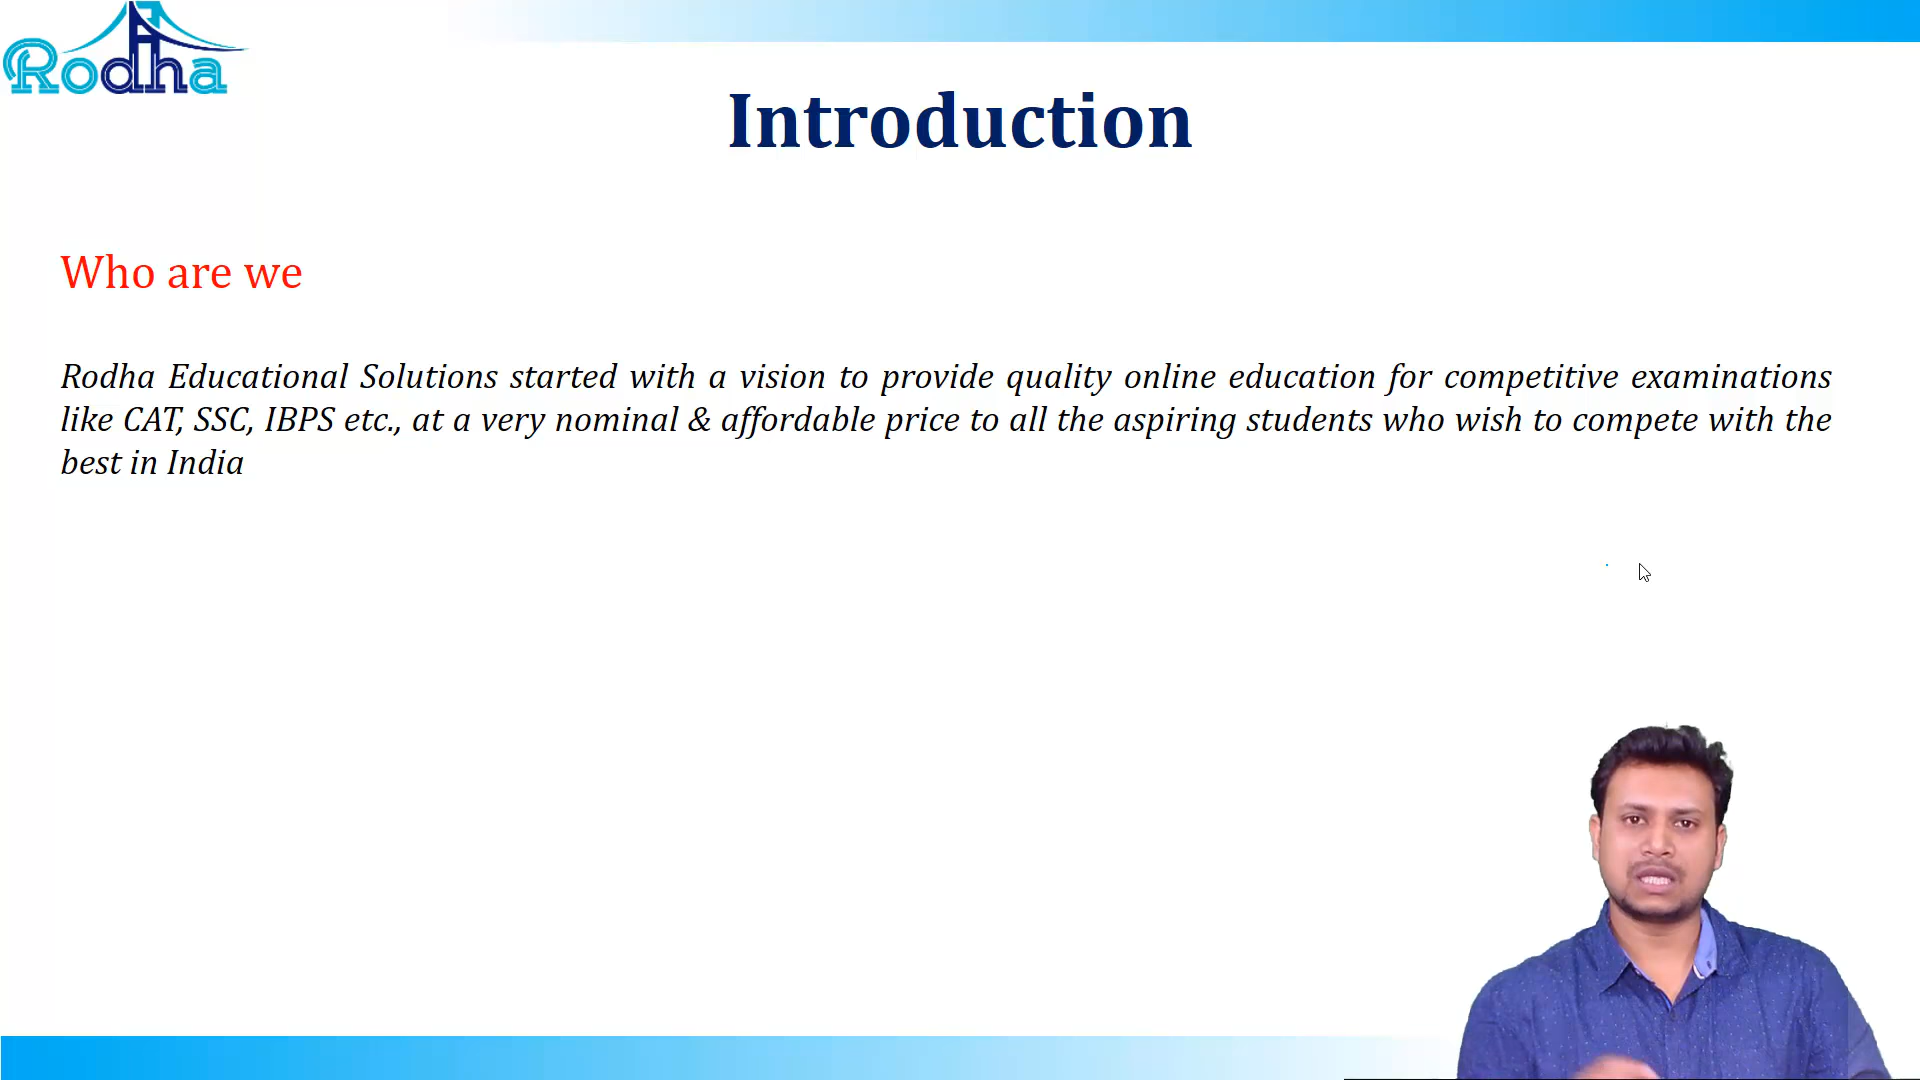 Rodha
Introduction
Who are we
Rodha Educational Solutions started with a vision to provide quality online education for competitive examinations
like CAT, SSC, IBPS etc., at a very nominal & affordable price to all the aspiring students who wish to compete with the
best in India